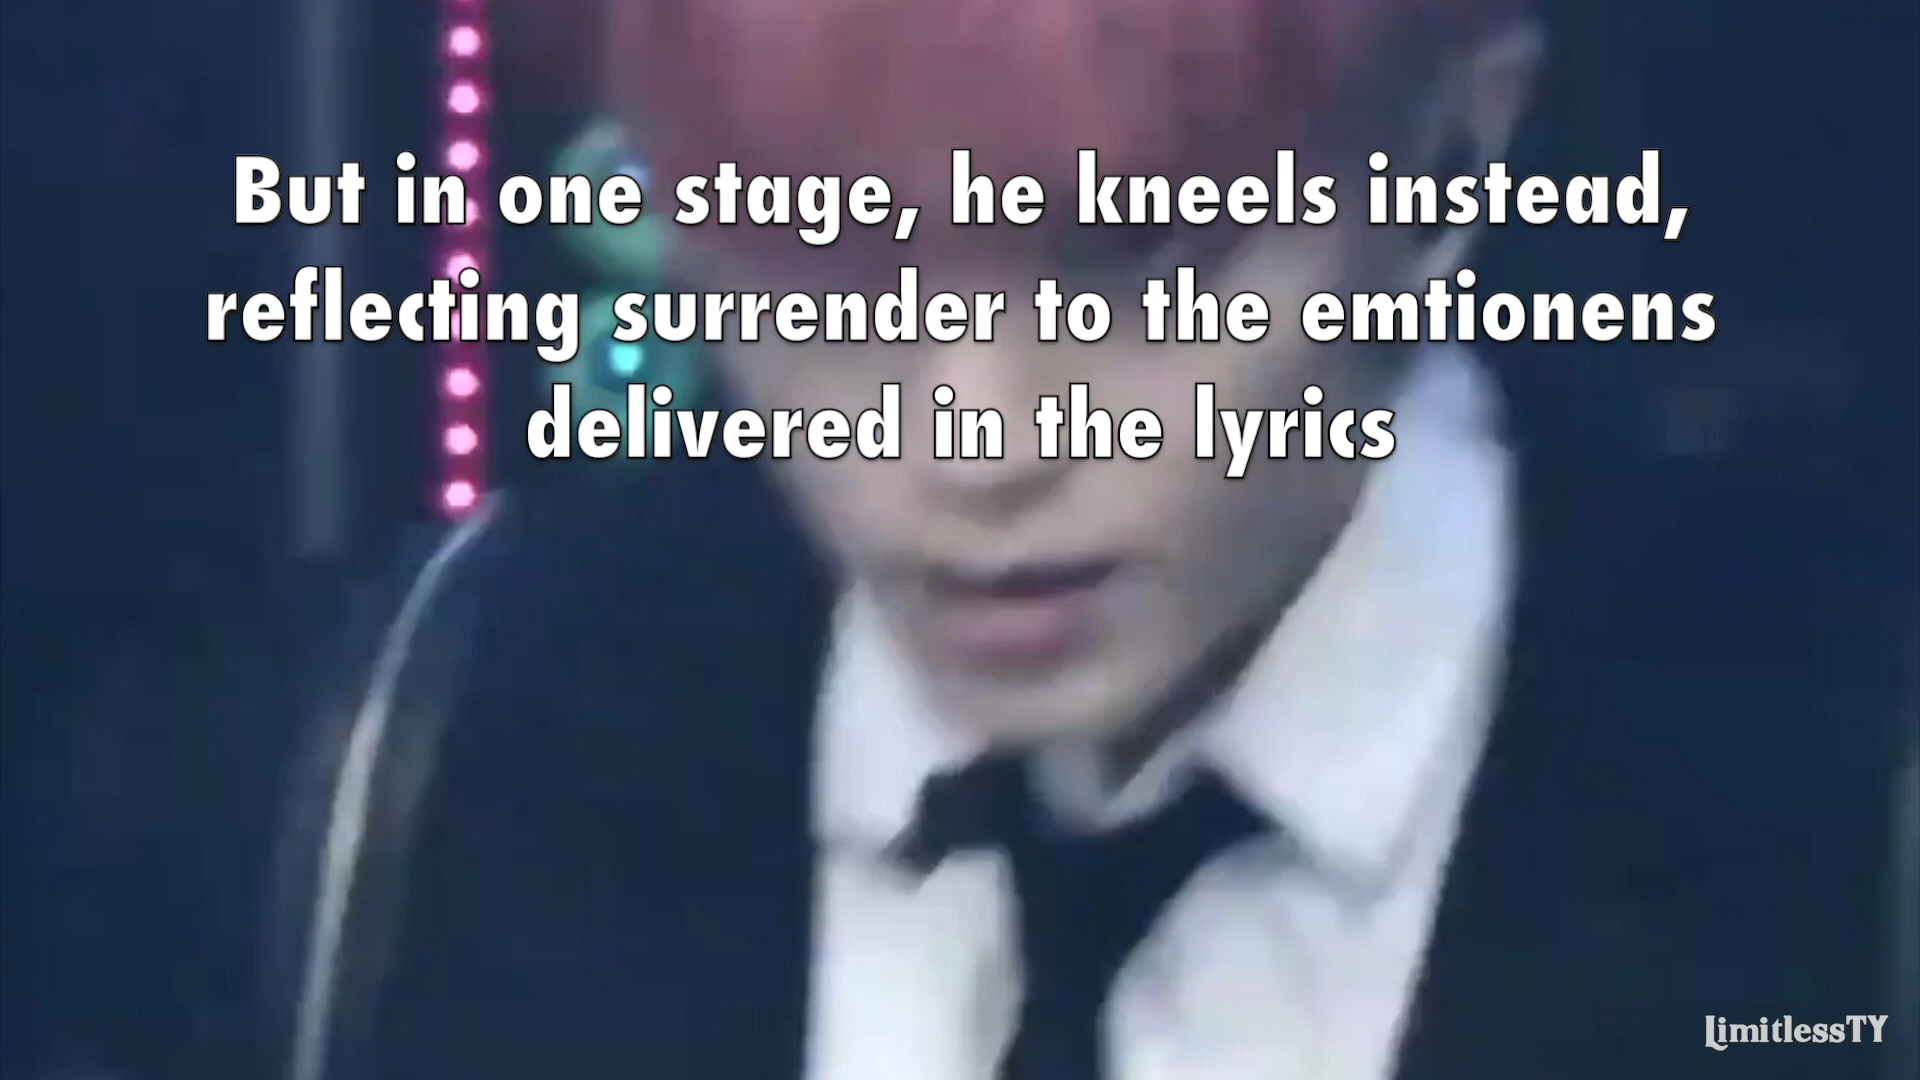 But in one stage, he kneels instead,
reflecting surrender to the emtionens
delivered in the lyrics
LimitlessTY